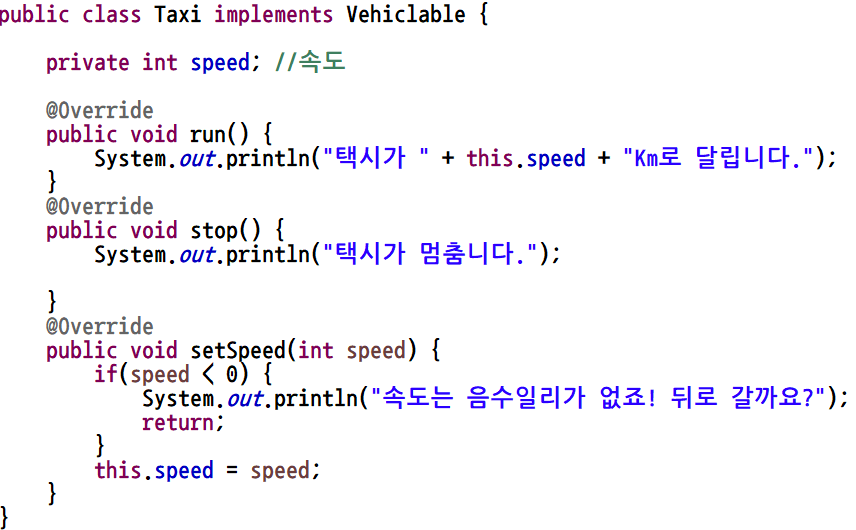 public class Taxi implements Vehiclable {
private int speed; //속도
@Override
public void run() {
System.out.println("택시가 " + this.speed + "Km로 달립니다.");
}
@Override
public void stop() {
System.out.println("택시가 멈춥니다.");
}
@Override
public void setSpeed(int speed) {
if(speed < 0) {
System.out.println("속도는 음수일리가 없죠! 뒤로 갈까요?");
return;
}
this.speed = speed;
}
}